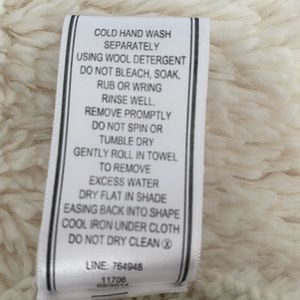 COLD HAND WASH
SEPARATELY
USING WOOL DETERGENT
DO NOT BLEACH, SOAK,
RUB OR WRING
RINSE WELL,
REMOVE PROMPTLY
DO NOT SPIN OR
TUMBLE DRY
GENTLY ROLL IN TOWEL
TO REMOVE
EXCESS WATER
DRY FLAT IN SHADE
EASING BACK INTO SHAPE
COOL IRON UNDER CLOTH
DO NOT DRY CLEAN Ⓧ
LINE: 764948
11706
03/2014